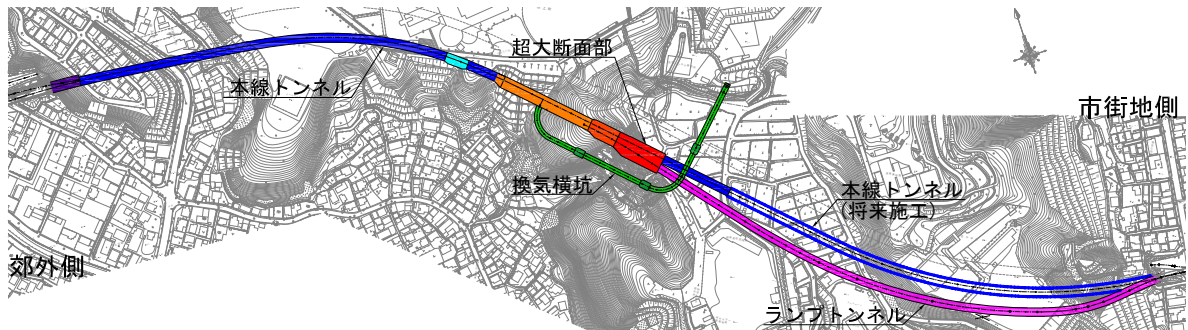 超大断面部
本線トンネル
市街地側
換気横坑
本線トンネル
(将来施工)
郊外側
ランプトンネル